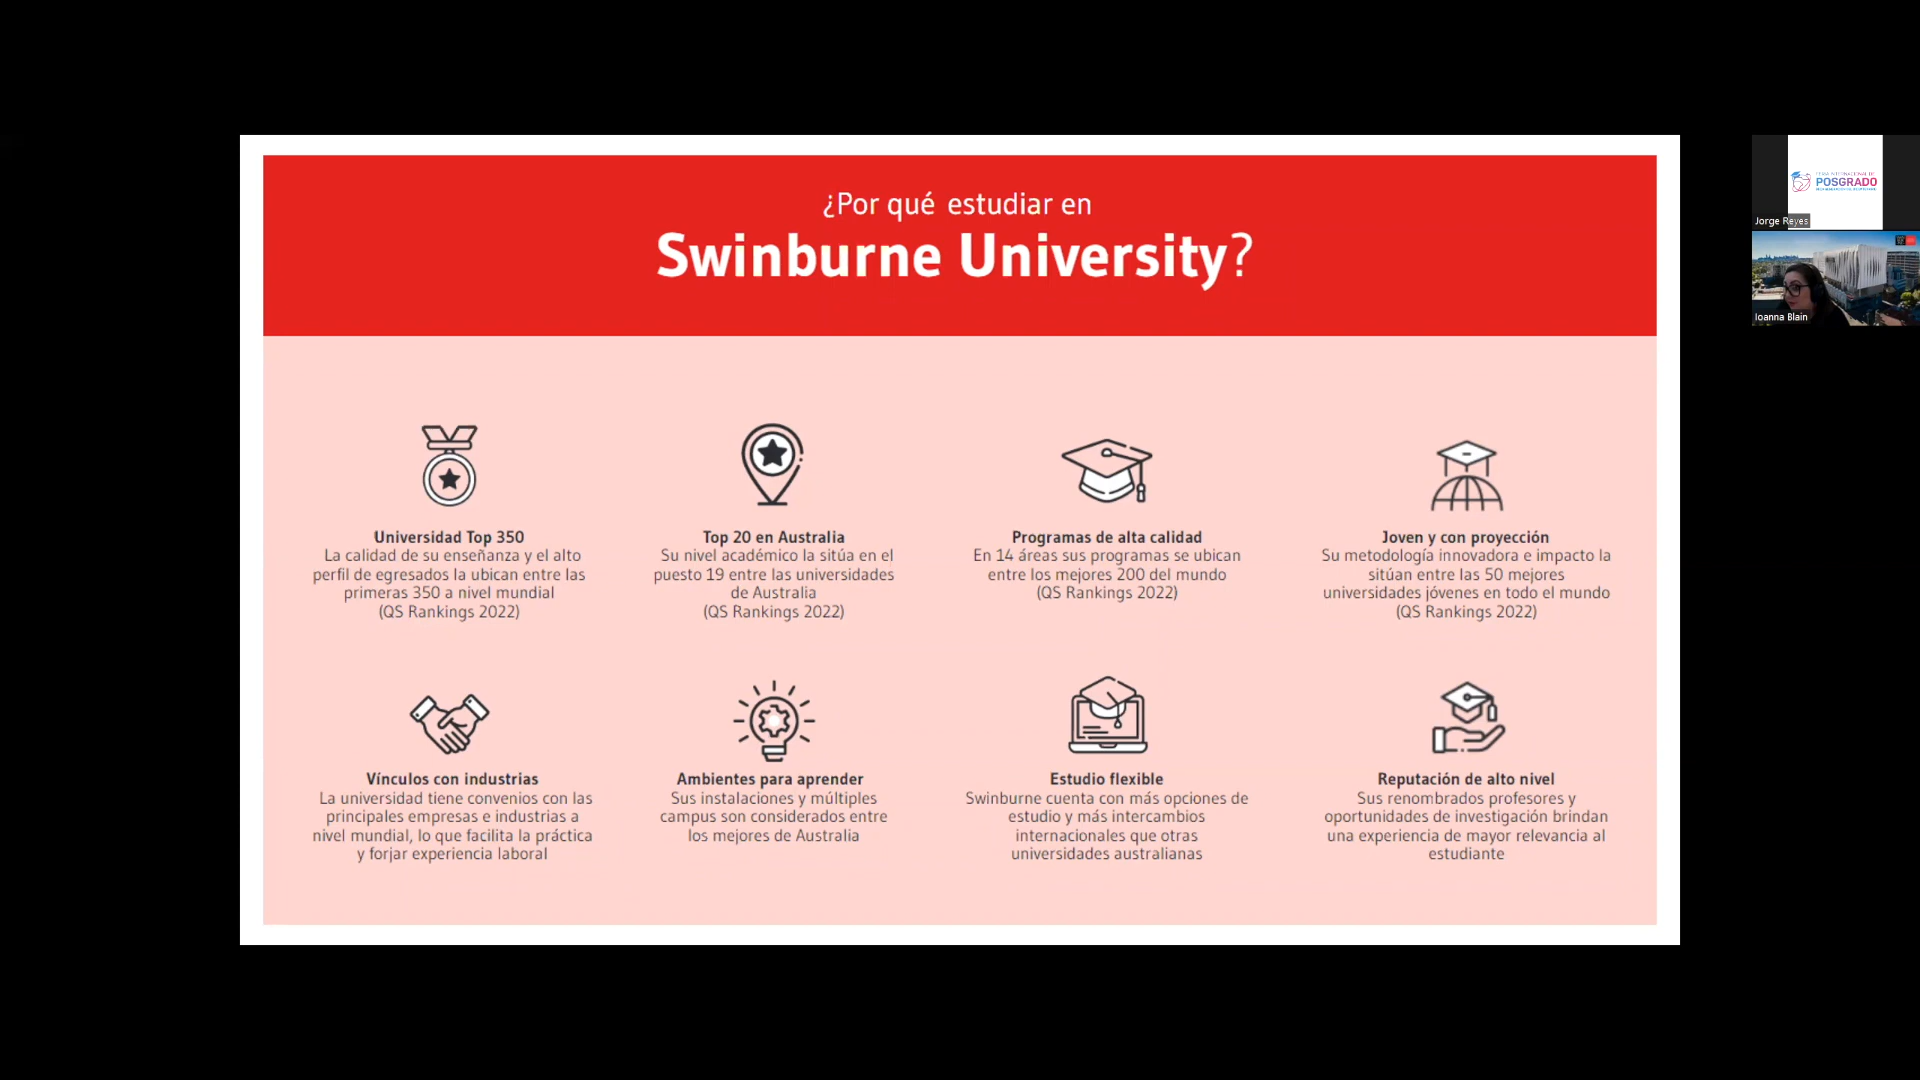 ¿Por qué estudiar en
Swinburne University?
Universidad Top 350
La calidad de su enseñanza y el alto
perfil de egresados la ubican entre las
primeras 350 a nivel mundial
(QS Rankings 2022)
Top 20 en Australia
Su nivel académico la sitúa en el
puesto 19 entre las universidades
de Australia
(QS Rankings 2022)
Programas de alta calidad
En 14 áreas sus programas se ubican
entre los mejores 200 del mundo
(QS Rankings 2022)
Joven y con proyección
Su metodología innovadora e impacto la
sitúan entre las 50 mejores
universidades jóvenes en todo el mundo
(QS Rankings 2022)
Vínculos con industrias
La universidad tiene convenios con las
principales empresas e industrias a
nivel mundial, lo que facilita la práctica
y forjar experiencia laboral
Ambientes para aprender
Sus instalaciones y múltiples
campus son considerados entre
los mejores de Australia
Estudio flexible
Swinburne cuenta con más opciones de
estudio y más intercambios
internacionales que otras
universidades australianas
Reputación de alto nivel
Sus renombrados profesores y
oportunidades de investigación brindan
una experiencia de mayor relevancia al
estudiante
POSGRADO
Jorge Reyes
Ioanna Blain